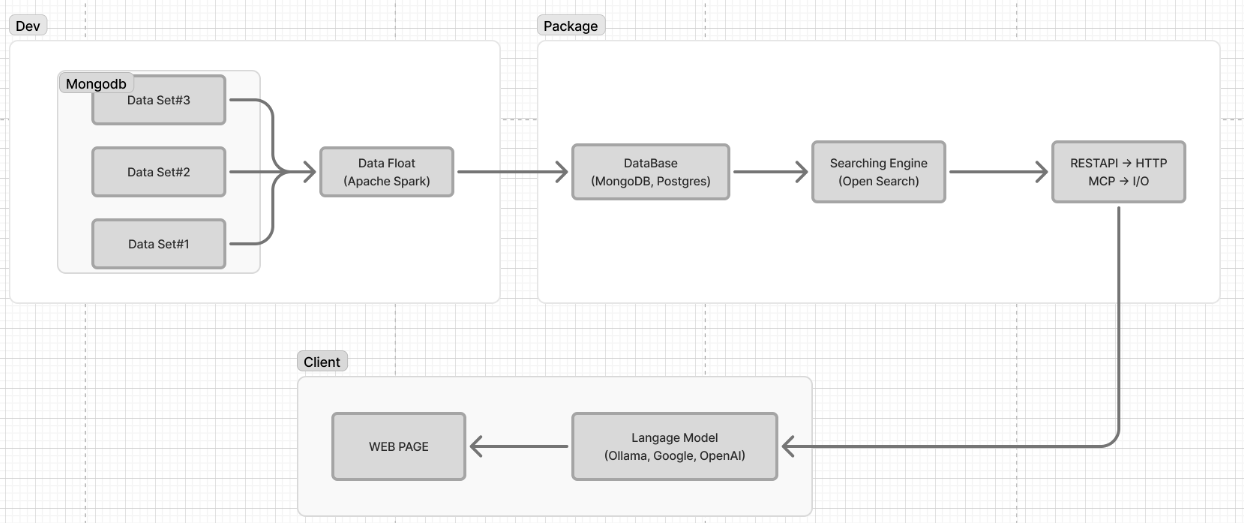 Dev
Mongodb
Data Set#3
Data Set#2
Data Set#1
Data Float
(Apache Spark)
Package
DataBase
(MongoDB, Postgres)
Searching Engine
(Open Search)
RESTAPI → HTTP
MCP → I/O
Client
WEB PAGE
Langage Model
(Ollama, Google, OpenAI)